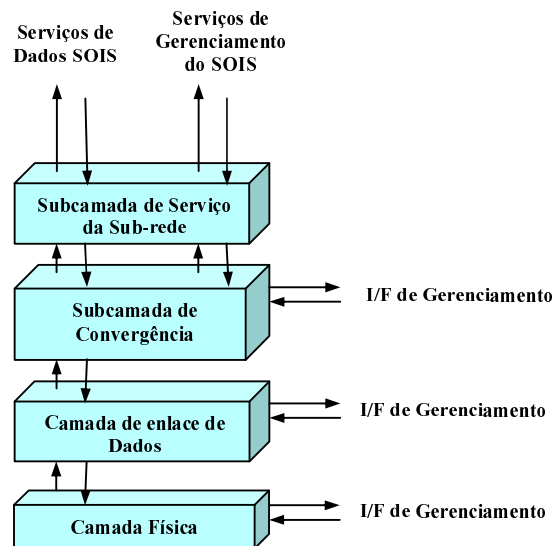 Serviços de
Dados SOIS
Serviços de
Gerenciamento
do SOIS
Subcamada de Serviço
da Sub-rede
Subcamada de
Convergência
I/F de Gerenciamento
Camada de enlace de
Dados
I/F de Gerenciamento
Camada Física
I/F de Gerenciamento